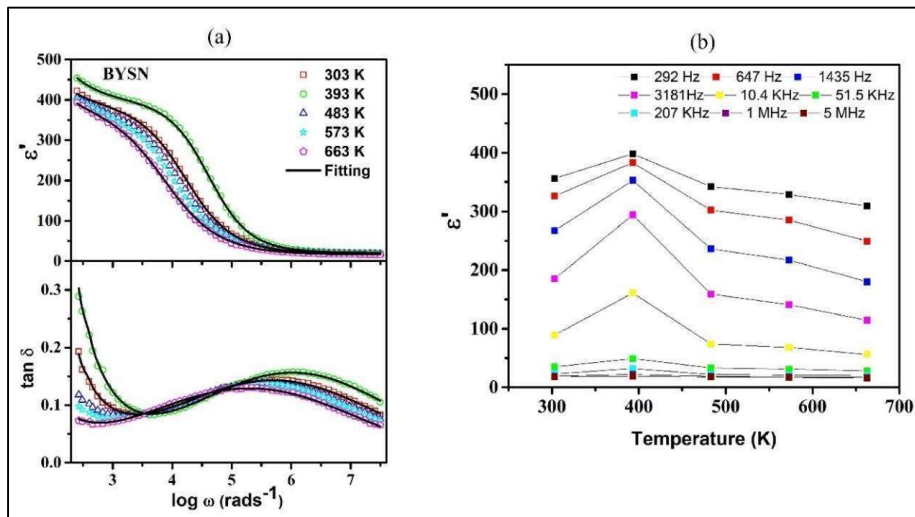 (a)
BYSN
303 K
393 K
483 K
573 K
663 K
Fitting
500
400
300
200
100
0
ε'
0.3
0.2
0.1
0.0
tan δ
3 4 5 6 7
log ω (rads⁻¹)
(b)
292 Hz 647 Hz 1435 Hz
3181Hz 10.4 KHz 51.5 KHz
207 KHz 1 MHz 5 MHz
500
400
300
200
100
0
ε'
300 400 500 600 700
Temperature (K)